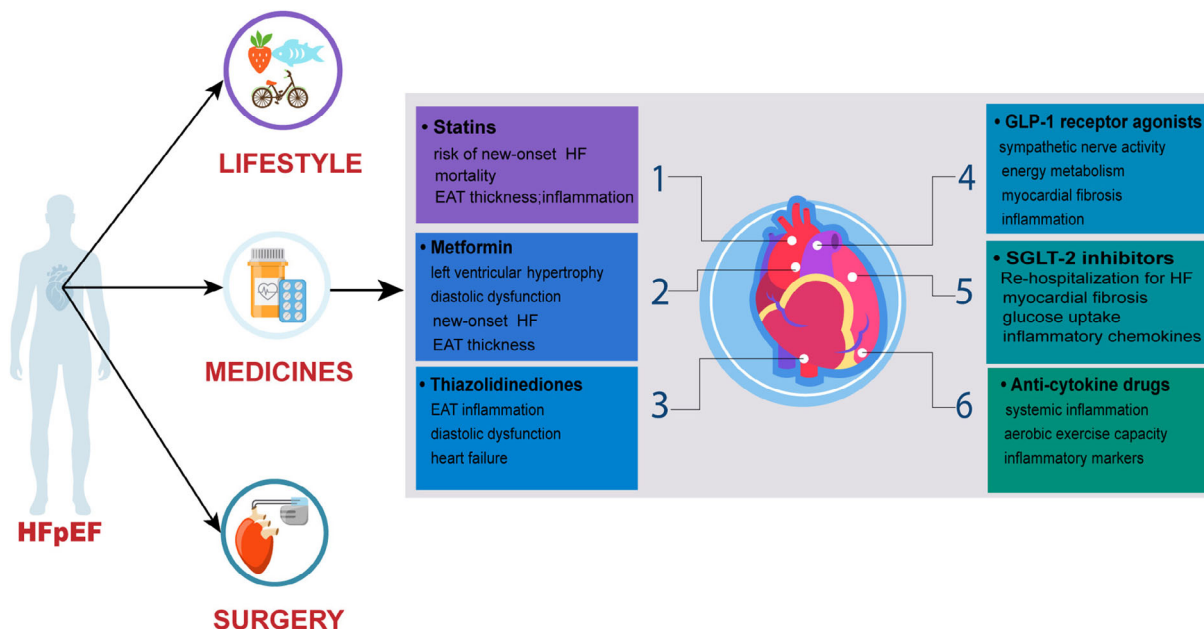 LIFESTYLE
MEDICINES
SURGERY
HFpEF
• Statins
risk of new-onset HF
mortality
EAT thickness;inflammation
• Metformin
left ventricular hypertrophy
diastolic dysfunction
new-onset HF
EAT thickness
• Thiazolidinediones
EAT inflammation
diastolic dysfunction
heart failure
1
2
3
4
5
6
• GLP-1 receptor agonists
sympathetic nerve activity
energy metabolism
myocardial fibrosis
inflammation
• SGLT-2 inhibitors
Re-hospitalization for HF
myocardial fibrosis
glucose uptake
inflammatory chemokines
• Anti-cytokine drugs
systemic inflammation
aerobic exercise capacity
inflammatory markers